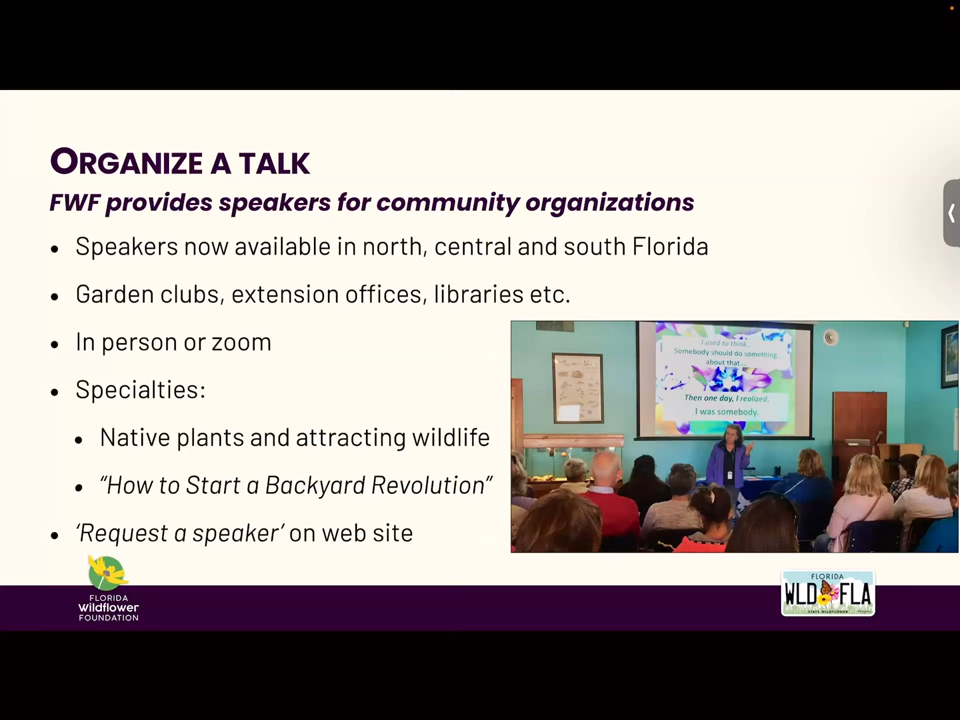 ORGANIZE A TALK
FWF provides speakers for community organizations
• Speakers now available in north, central and south Florida
• Garden clubs, extension offices, libraries etc.
• In person or zoom
• Specialties:
• Native plants and attracting wildlife
• “How to Start a Backyard Revolution”
• ‘Request a speaker’ on web site
I used to think...
Somebody should do something
about that....
Then one day, I realized,
I was somebody.
FLORIDA
Wildflower
FOUNDATION
FLORIDA
WLD FLA
STATE WILDFLOWER